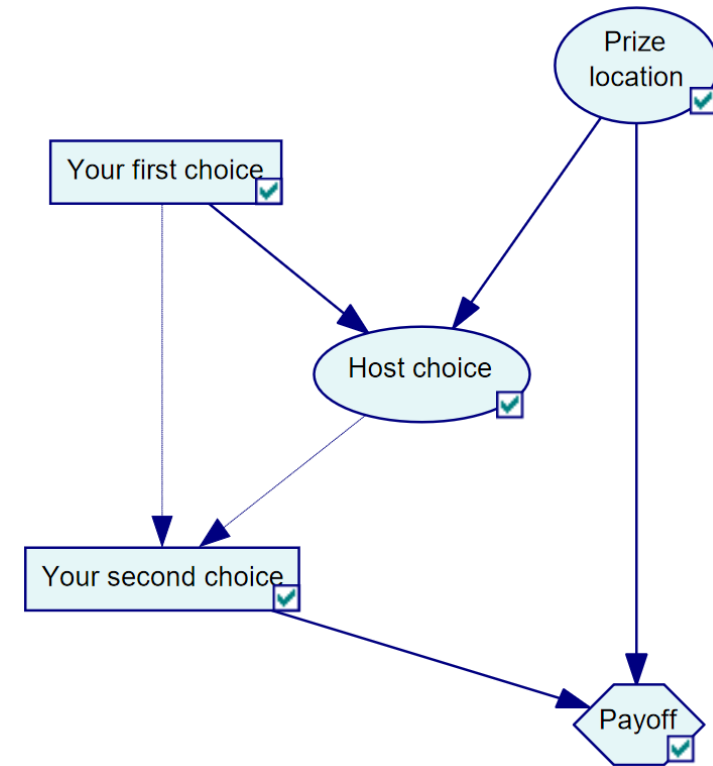 Prize
location
Your first choice
Host choice
Your second choice
Payoff